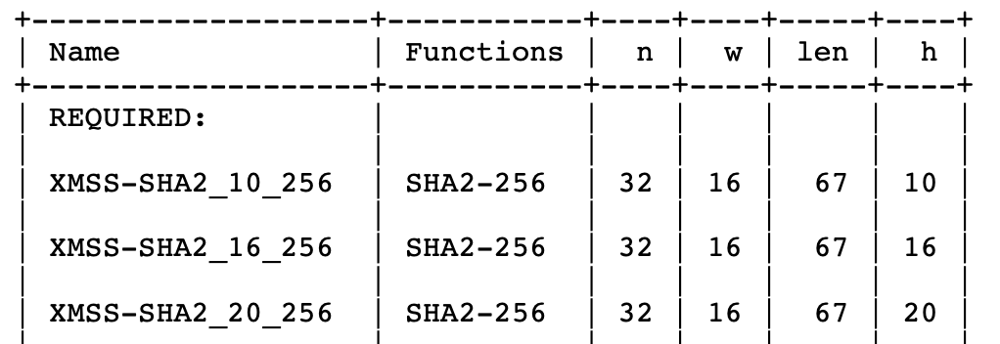 +--------------------+-----------+----+----+-----+----+
| Name               | Functions |  n |  w | len |  h |
+--------------------+-----------+----+----+-----+----+
| REQUIRED:          |           |    |    |     |    |
|                    |           |    |    |     |    |
| XMSS-SHA2_10_256   | SHA2-256  | 32 | 16 |  67 | 10 |
|                    |           |    |    |     |    |
| XMSS-SHA2_16_256   | SHA2-256  | 32 | 16 |  67 | 16 |
|                    |           |    |    |     |    |
| XMSS-SHA2_20_256   | SHA2-256  | 32 | 16 |  67 | 20 |